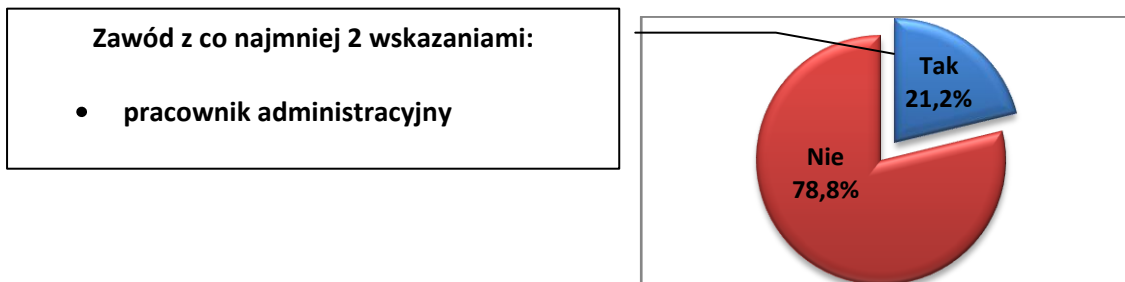 Zawód z co najmniej 2 wskazaniami:
• pracownik administracyjny
Tak
21,2%
Nie
78,8%